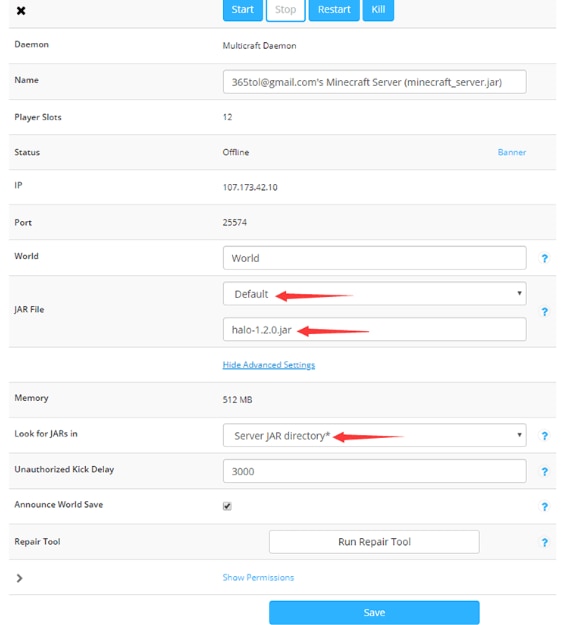 Start Stop Restart Kill
Daemon Multicraft Daemon
Name 365tol@gmail.com's Minecraft Server (minecraft_server.jar)
Player Slots 12
Status Offline Banner
IP 107.173.42.10
Port 25574
World World ?
JAR File Default ?
halo-1.2.0.jar
Hide Advanced Settings
Memory 512 MB
Look for JARs in Server JAR directory* ?
Unauthorized Kick Delay 3000 ?
Announce World Save ?
Repair Tool Run Repair Tool ?
Show Permissions
Save